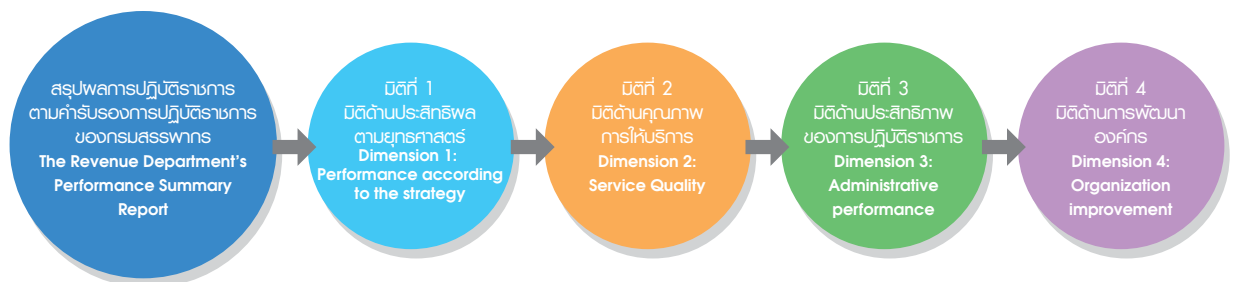 สรุปผลการปฏิบัติราชการ
ตามคำรับรองการปฏิบัติราชการ
ของกรมสรรพากร
The Revenue Department's
Performance Summary
Report
มิติที่ 1
มิติด้านประสิทธิผล
ตามยุทธศาสตร์
Dimension 1:
Performance according
to the strategy
มิติที่ 2
มิติด้านคุณภาพ
การให้บริการ
Dimension 2:
Service Quality
มิติที่ 3
มิติด้านประสิทธิภาพ
ของการปฏิบัติราชการ
Dimension 3:
Administrative
performance
มิติที่ 4
มิติด้านการพัฒนา
องค์กร
Dimension 4:
Organization
improvement